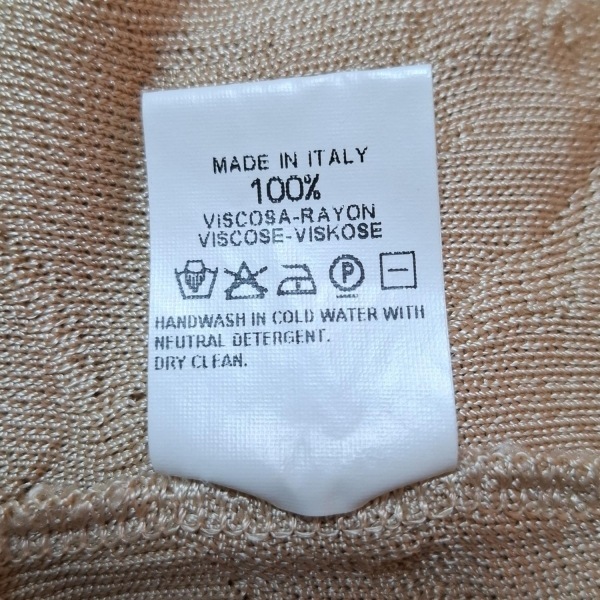 MADE IN ITALY
100%
VISCOSA-RAYON
VISCOSE-VISKOSE
P
HANDWASH IN COLD WATER WITH
NEUTRAL DETERGENT.
DRY CLEAN.